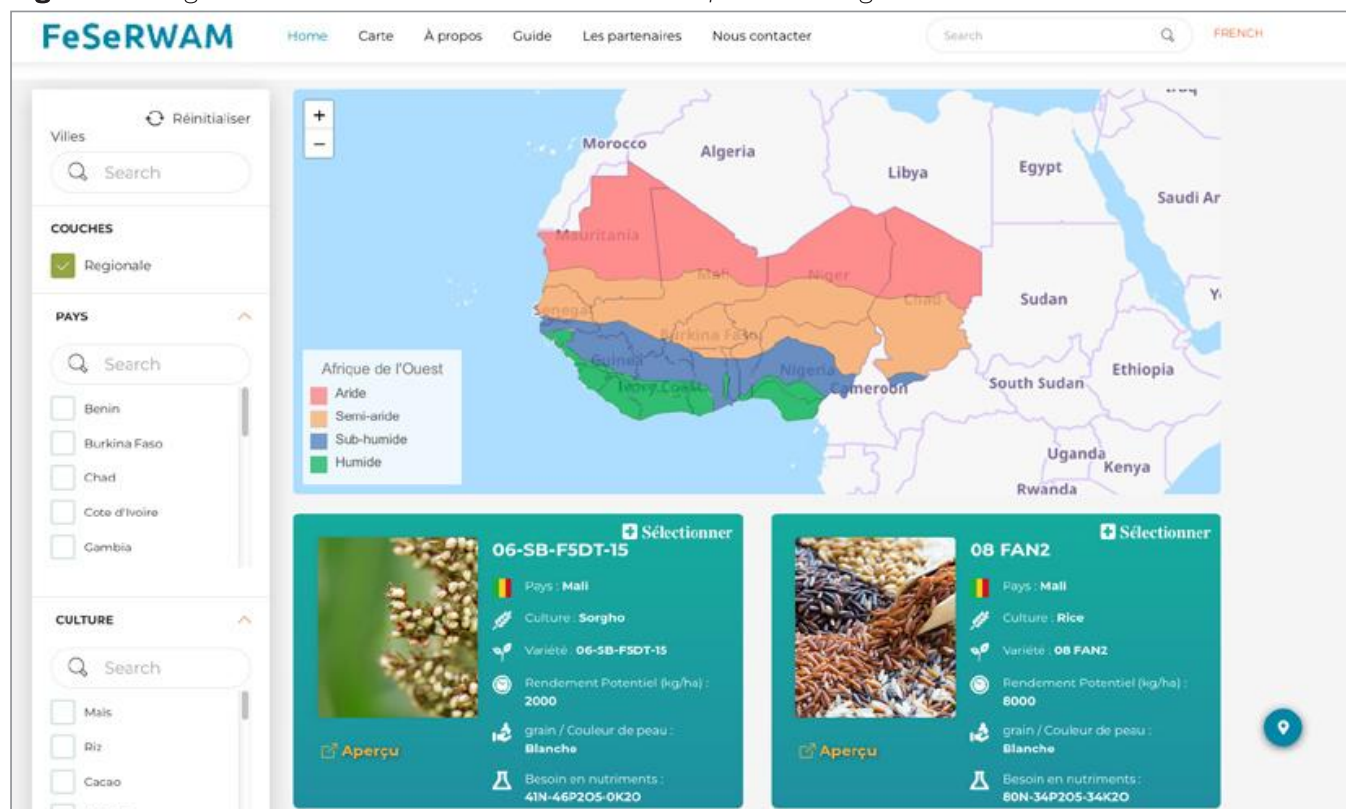 FeSeRWAM
Home Carte À propos Guide Les partenaires Nous contacter
Search
FRENCH
Réinitialiser
Villes
Search
COUCHES
Regionale
PAYS
Search
Benin
Burkina Faso
Chad
Cote d'Ivoire
Gambia
CULTURE
Search
Maïs
Riz
Cacao
+
−
Morocco
Algeria
Libya
Egypt
Saudi Ar
Mauritania
Mali
Niger
Chad
Sudan
Senegal
Burkina Faso
Guinea
Nigeria
Ivory Coast
Cameroon
South Sudan
Ethiopia
Uganda
Kenya
Rwanda
Afrique de l'Ouest
Aride
Semi-aride
Sub-humide
Humide
Sélectionner
06-SB-F5DT-15
Pays : Mali
Culture : Sorgho
Variété : 06-SB-F5DT-15
Rendement Potentiel (kg/ha) :
2000
grain / Couleur de peau :
Blanche
Besoin en nutriments :
41N-46P2O5-0K2O
Aperçu
Sélectionner
08 FAN2
Pays : Mali
Culture : Rice
Variété : 08 FAN2
Rendement Potentiel (kg/ha) :
8000
grain / Couleur de peau :
Blanche
Besoin en nutriments :
80N-34P2O5-34K2O
Aperçu